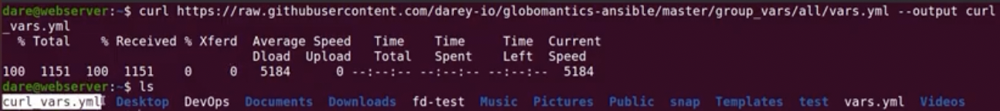 dare@webserver:~$ curl https://raw.githubusercontent.com/darey-io/globomantics-ansible/master/group_vars/all/vars.yml --output curl
_vars.yml
% Total % Received % Xferd Average Speed Time Time Time Current
Dload Upload Total Spent Left Speed
100 1151 100 1151 0 0 5184 0 --:--:-- --:--:-- --:--:-- 5184
dare@webserver:~$ ls
curl_vars.yml Desktop DevOps Documents Downloads fd-test Music Pictures Public snap Templates test vars.yml Videos